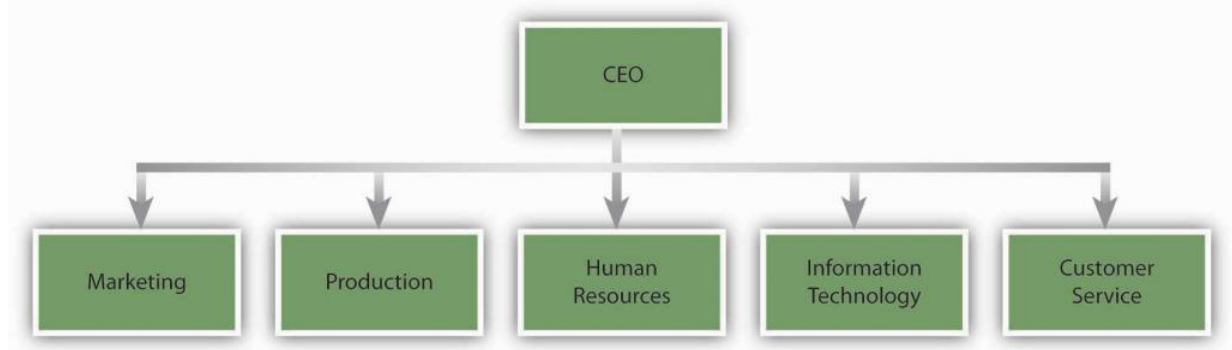 CEO
Marketing
Production
Human
Resources
Information
Technology
Customer
Service